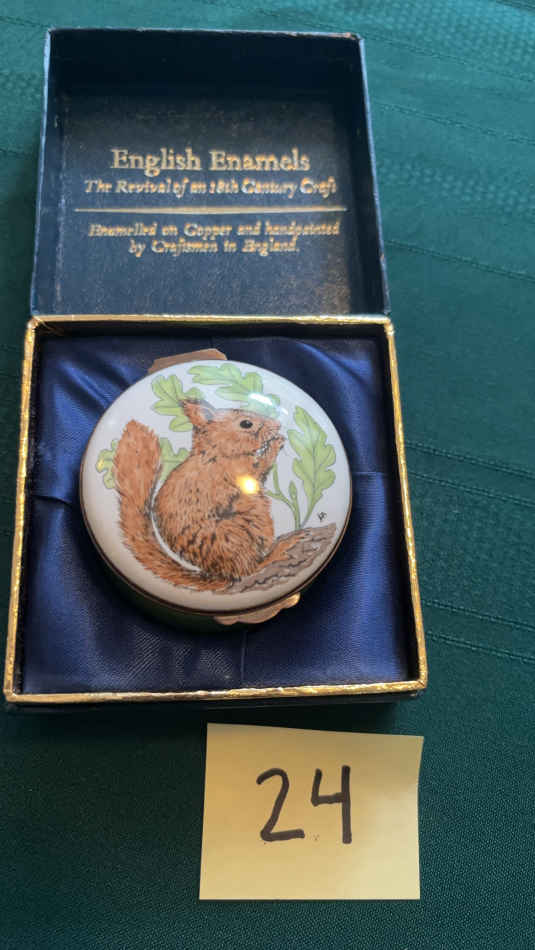 English Enamels
The Revival of an 18th Century Craft
Enamelled on Copper and handpainted
by Craftsmen in England.
24